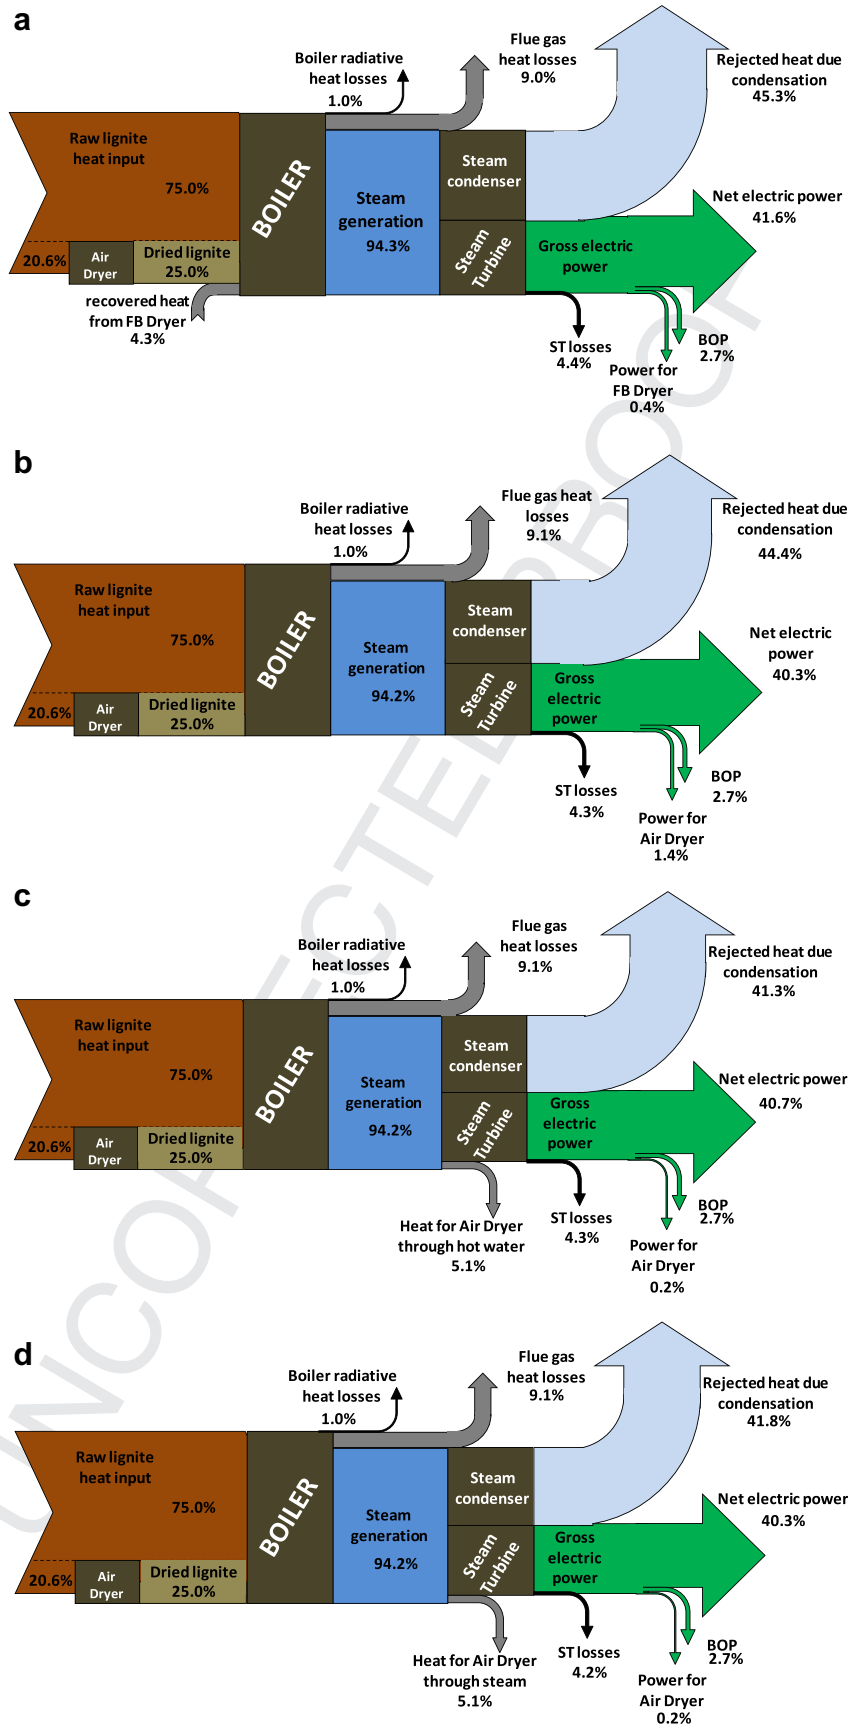 a
Boiler radiative
heat losses
1.0%
Flue gas
heat losses
9.0%
Rejected heat due
condensation
45.3%
Raw lignite
heat input
75.0%
BOILER
Steam
generation
94.3%
Steam
condenser
Steam
Turbine
Gross electric
power
Net electric power
41.6%
20.6%
Air
Dryer
Dried lignite
25.0%
recovered heat
from FB Dryer
4.3%
ST losses
4.4%
BOP
2.7%
Power for
FB Dryer
0.4%
b
Boiler radiative
heat losses
1.0%
Flue gas heat
losses
9.1%
Rejected heat due
condensation
44.4%
Raw lignite
heat input
75.0%
BOILER
Steam
generation
94.2%
Steam
condenser
Steam
Turbine
Gross
electric
power
Net electric
power
40.3%
20.6%
Air
Dryer
Dried lignite
25.0%
ST losses
4.3%
BOP
2.7%
Power for
Air Dryer
1.4%
c
Boiler radiative
heat losses
1.0%
Flue gas
heat losses
9.1%
Rejected heat due
condensation
41.3%
Raw lignite
heat input
75.0%
BOILER
Steam
generation
94.2%
Steam
condenser
Steam
Turbine
Gross
electric
power
Net electric power
40.7%
20.6%
Air
Dryer
Dried lignite
25.0%
Heat for Air Dryer
through hot water
5.1%
ST losses
4.3%
BOP
2.7%
Power for
Air Dryer
0.2%
d
Boiler radiative
heat losses
1.0%
Flue gas
heat losses
9.1%
Rejected heat due
condensation
41.8%
Raw lignite
heat input
75.0%
BOILER
Steam
generation
94.2%
Steam
condenser
Steam
Turbine
Gross
electric
power
Net electric power
40.3%
20.6%
Air
Dryer
Dried lignite
25.0%
Heat for Air Dryer
through steam
5.1%
ST losses
4.2%
BOP
2.7%
Power for
Air Dryer
0.2%
UNCORRECTED PROOF